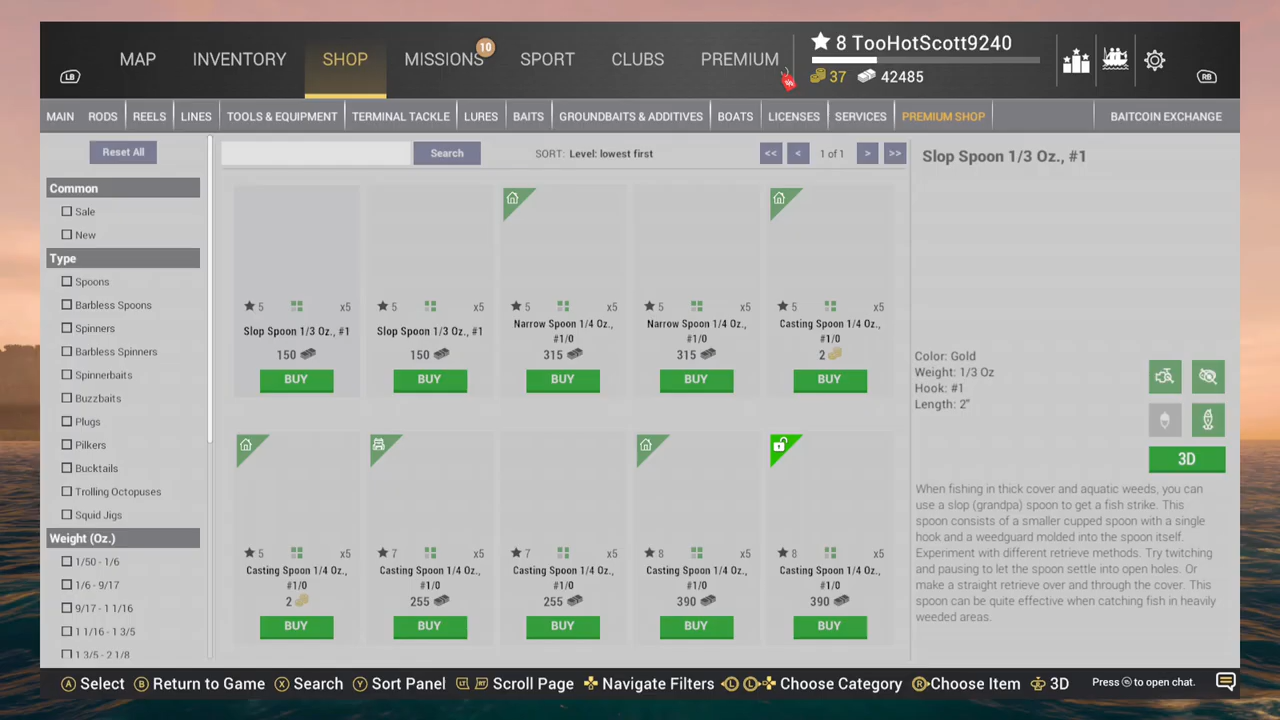 LB
MAP
INVENTORY
SHOP
MISSIONS
10
SPORT
CLUBS
PREMIUM
8 TooHotScott9240
37
42485
RB
MAIN
RODS
REELS
LINES
TOOLS & EQUIPMENT
TERMINAL TACKLE
LURES
BAITS
GROUNDBAITS & ADDITIVES
BOATS
LICENSES
SERVICES
PREMIUM SHOP
BAITCOIN EXCHANGE
Reset All
Search
SORT: Level: lowest first
<<
<
1 of 1
>
>>
Common
Sale
New
Type
Spoons
Barbless Spoons
Spinners
Barbless Spinners
Spinnerbaits
Buzzbaits
Plugs
Pilkers
Bucktails
Trolling Octopuses
Squid Jigs
Weight (Oz.)
1/50 - 1/6
1/6 - 9/17
9/17 - 1 1/16
1 1/16 - 1 3/5
1 3/5 - 2 1/8
5 x5
Slop Spoon 1/3 Oz., #1
150
BUY
5 x5
Slop Spoon 1/3 Oz., #1
150
BUY
5 x5
Narrow Spoon 1/4 Oz.,
#1/0
315
BUY
5 x5
Narrow Spoon 1/4 Oz.,
#1/0
315
BUY
5 x5
Casting Spoon 1/4 Oz.,
#1/0
2
BUY
5 x5
Casting Spoon 1/4 Oz.,
#1/0
2
BUY
7 x5
Casting Spoon 1/4 Oz.,
#1/0
255
BUY
7 x5
Casting Spoon 1/4 Oz.,
#1/0
255
BUY
8 x5
Casting Spoon 1/4 Oz.,
#1/0
390
BUY
8 x5
Casting Spoon 1/4 Oz.,
#1/0
390
BUY
Slop Spoon 1/3 Oz., #1
Color: Gold
Weight: 1/3 Oz
Hook: #1
Length: 2"
3D
When fishing in thick cover and aquatic weeds, you can
use a slop (grandpa) spoon to get a fish strike. This
spoon consists of a smaller cupped spoon with a single
hook and a weedguard molded into the spoon itself.
Experiment with different retrieve methods. Try twitching
and pausing to let the spoon settle into open holes. Or
make a straight retrieve over and through the cover. This
spoon can be quite effective when catching fish in heavily
weeded areas.
A Select
B Return to Game
X Search
Y Sort Panel
LT RT Scroll Page
Navigate Filters
L L Choose Category
R Choose Item
3D
Press to open chat.